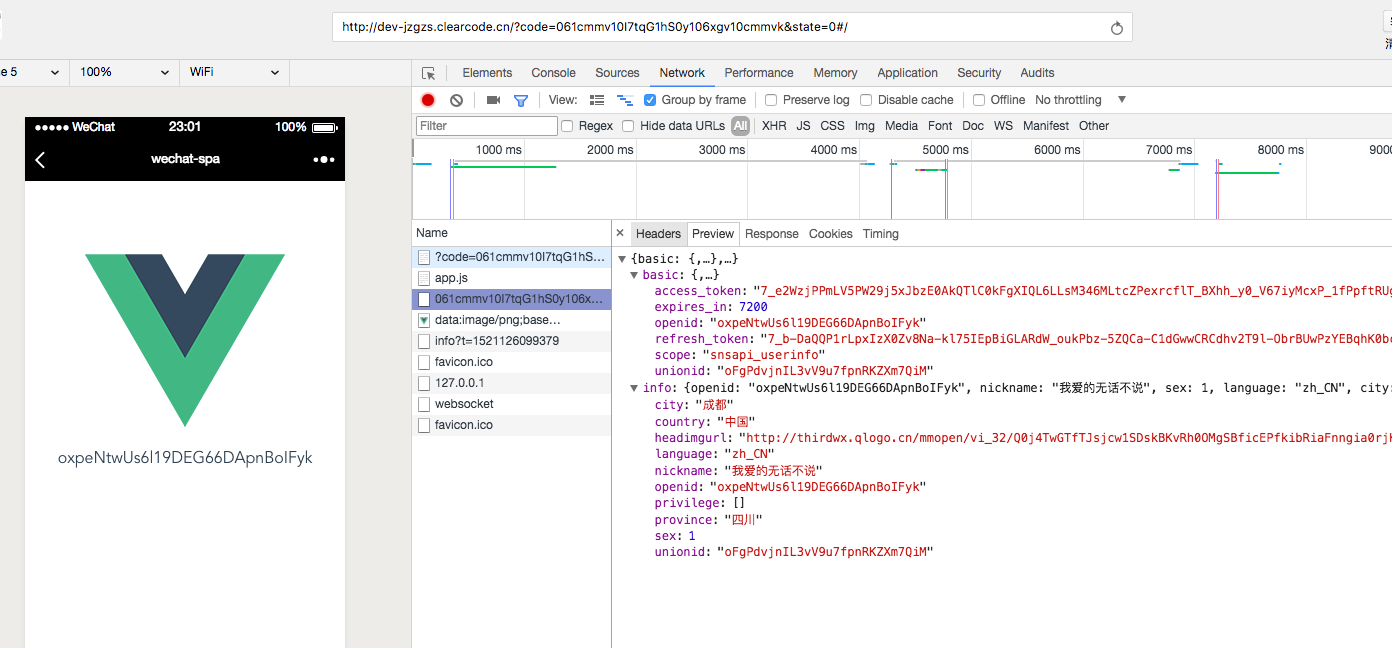 http://dev-jzgzs.clearcode.cn/?code=061cmmv10I7tqG1hS0y106xgv10cmmvk&state=0#/
e 5 100% WiFi
Elements Console Sources Network Performance Memory Application Security Audits
View: Group by frame Preserve log Disable cache Offline No throttling
Filter Regex Hide data URLs All XHR JS CSS Img Media Font Doc WS Manifest Other
1000 ms 2000 ms 3000 ms 4000 ms 5000 ms 6000 ms 7000 ms 8000 ms 9000
WeChat 23:01 100%
wechat-spa
oxpeNtwUs6l19DEG66DApnBoIFyk
Name
?code=061cmmv10I7tqG1hS...
app.js
061cmmv10I7tqG1hS0y106x...
data:image/png;base...
info?t=1521126099379
favicon.ico
127.0.0.1
websocket
favicon.ico
× Headers Preview Response Cookies Timing
{basic: {,…},…}
basic: {,…}
access_token: "7_e2WzjPPmLV5PW29j5xJbzE0AkQTlC0kFgXIQL6LLsM346MLtcZPexrcflT_BXhh_y0_V67iyMcxP_1fPpftRUg
expires_in: 7200
openid: "oxpeNtwUs6l19DEG66DApnBoIFyk"
refresh_token: "7_b-DaQQP1rLpxIzX0Zv8Na-kl75IEpBiGLARdW_oukPbz-5ZQCa-C1dGwwCRCdhv2T9l-ObrBUwPzYEBqhK0bc
scope: "snsapi_userinfo"
unionid: "oFgPdvjnIL3vV9u7fpnRKZXm7QiM"
info: {openid: "oxpeNtwUs6l19DEG66DApnBoIFyk", nickname: "我爱的无话不说", sex: 1, language: "zh_CN", city:
city: "成都"
country: "中国"
headimgurl: "http://thirdwx.qlogo.cn/mmopen/vi_32/Q0j4TwGTfTJsjcw1SDskBKvRh0OMgSBficEPfkibRiaFnngia0rjK
language: "zh_CN"
nickname: "我爱的无话不说"
openid: "oxpeNtwUs6l19DEG66DApnBoIFyk"
privilege: []
province: "四川"
sex: 1
unionid: "oFgPdvjnIL3vV9u7fpnRKZXm7QiM"